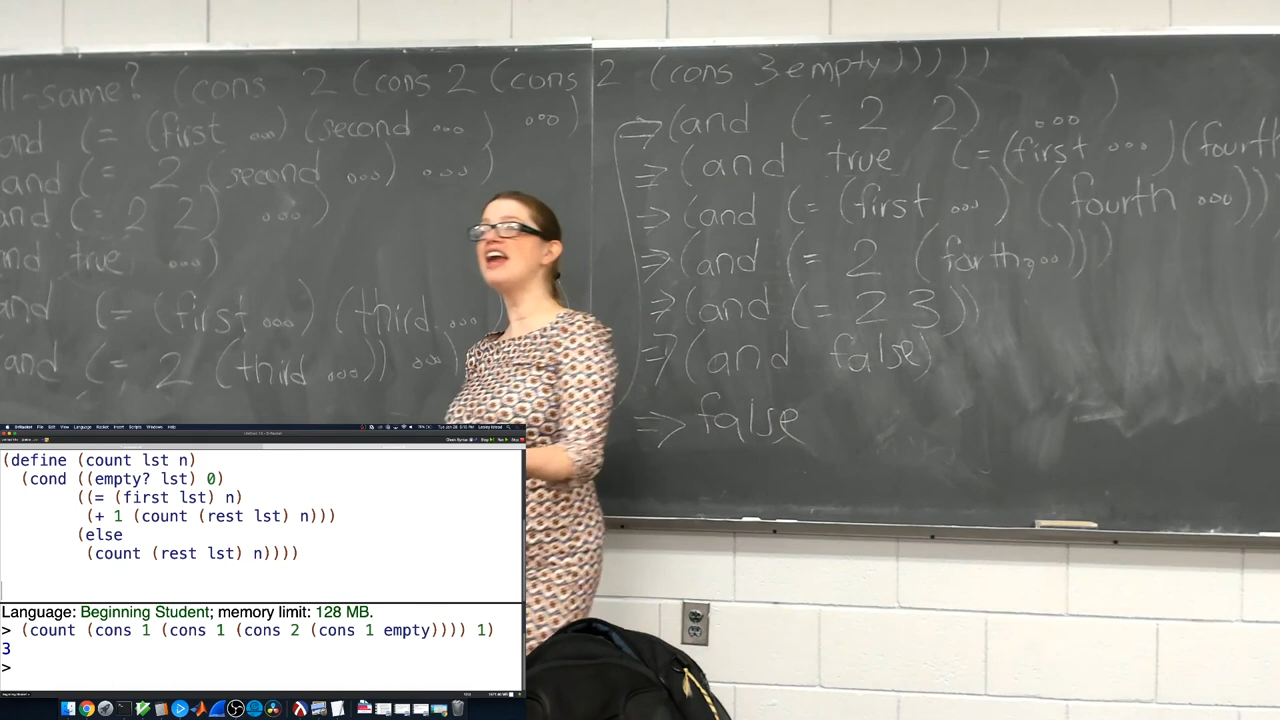 ll-same? (cons 2 (cons 2 (cons 2 (cons 3 empty)))))
and (= (first ...) (second ...) ...)
and (= 2 (second ...) ...)
and (= 2 2) ...)
and true ...)
and (= (first ...) (third ...
and (= 2 (third ...)) ...)
=> (and (= 2 2) ... )
=> (and true (= (first ...) (fourth
=> (and (= (first ...) (fourth ...))
=> (and (= 2 (forth ...)))
=> (and (= 2 3))
=> (and false)
=> false
(define (count lst n)
(cond ((empty? lst) 0)
((= (first lst) n)
(+ 1 (count (rest lst) n)))
(else
(count (rest lst) n))))
Language: Beginning Student; memory limit: 128 MB.
> (count (cons 1 (cons 1 (cons 2 (cons 1 empty)))) 1)
3
>